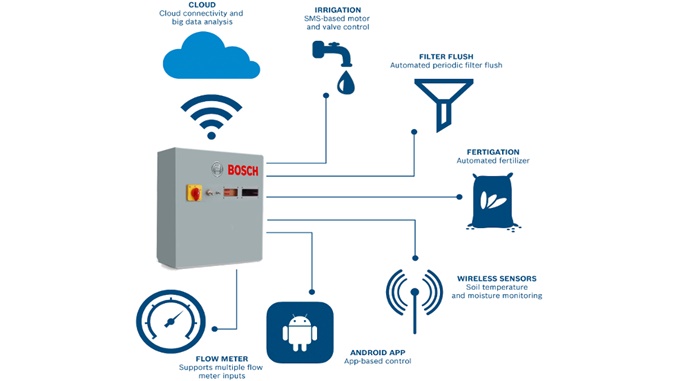 CLOUD
Cloud connectivity and
big data analysis
IRRIGATION
SMS-based motor
and valve control
FILTER FLUSH
Automated periodic filter flush
FERTIGATION
Automated fertilizer
BOSCH
WIRELESS SENSORS
Soil temperature
and moisture monitoring
ANDROID APP
App-based control
FLOW METER
Supports multiple flow
meter inputs